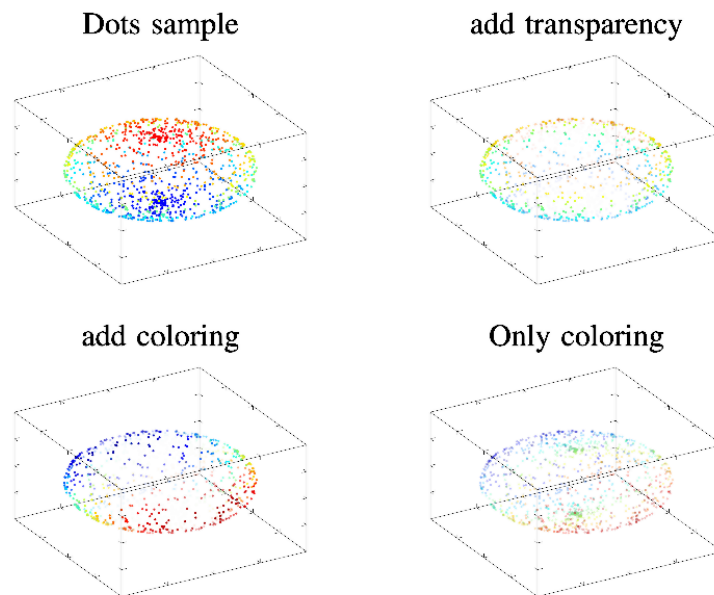 Dots sample
add transparency
add coloring
Only coloring